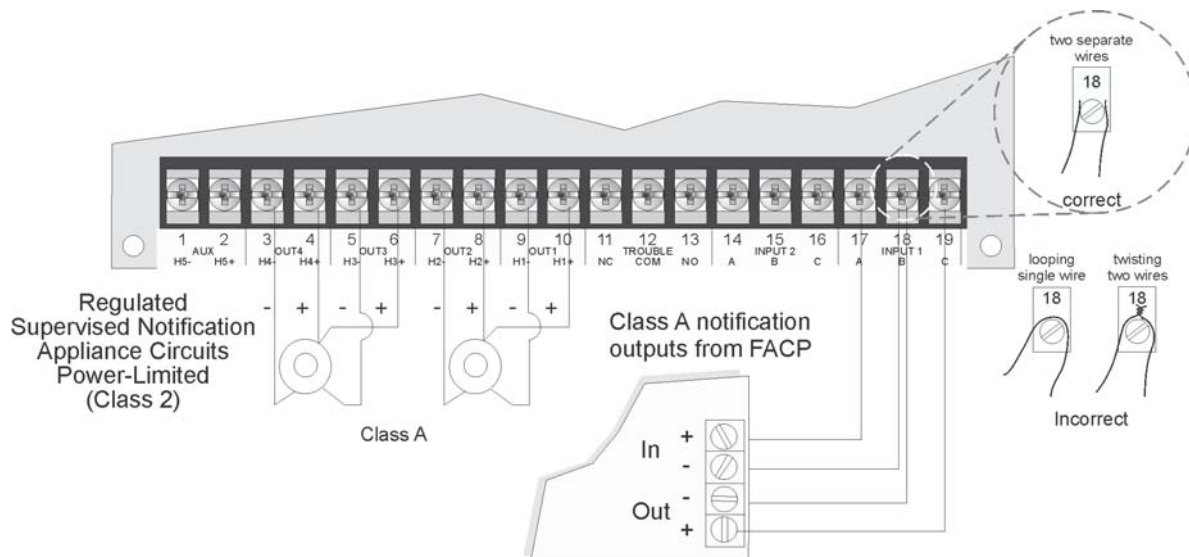 two separate
wires
18
correct
1 2 3 4 5 6 7 8 9 10 11 12 13 14 15 16 17 18 19
AUX OUT4 OUT3 OUT2 OUT1 TROUBLE INPUT 2 INPUT 1
H5- H5+ H4- H4+ H3- H3+ H2- H2+ H1- H1+ NC COM NO A B C A B C
looping
single wire
18
twisting
two wires
18
Incorrect
- + - + - + - +
Regulated
Supervised Notification
Appliance Circuits
Power-Limited
(Class 2)
Class A
Class A notification
outputs from FACP
In
+
-
Out
-
+